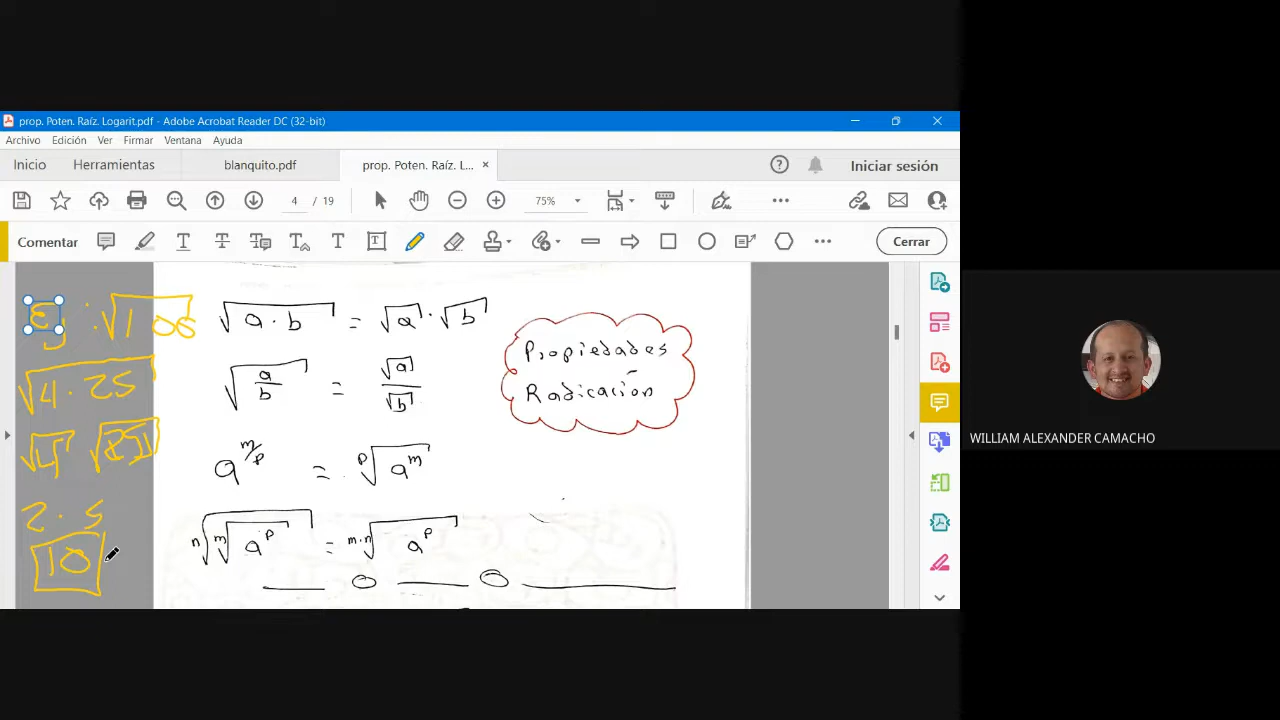 prop. Poten. Raíz. Logarit.pdf - Adobe Acrobat Reader DC (32-bit)
Archivo Edición Ver Firmar Ventana Ayuda
Inicio Herramientas blanquito.pdf prop. Poten. Raíz. L... × Iniciar sesión
4 / 19 75%
Comentar Cerrar
Ej : √100
√4 · 25
√4 √25
2 · 5
10
√a · b = √a · √b
√a/b = √a/√b
a^m/p = p√a^m
n√m√a^p = m·n√a^p
Propiedades
Radicación
WILLIAM ALEXANDER CAMACHO